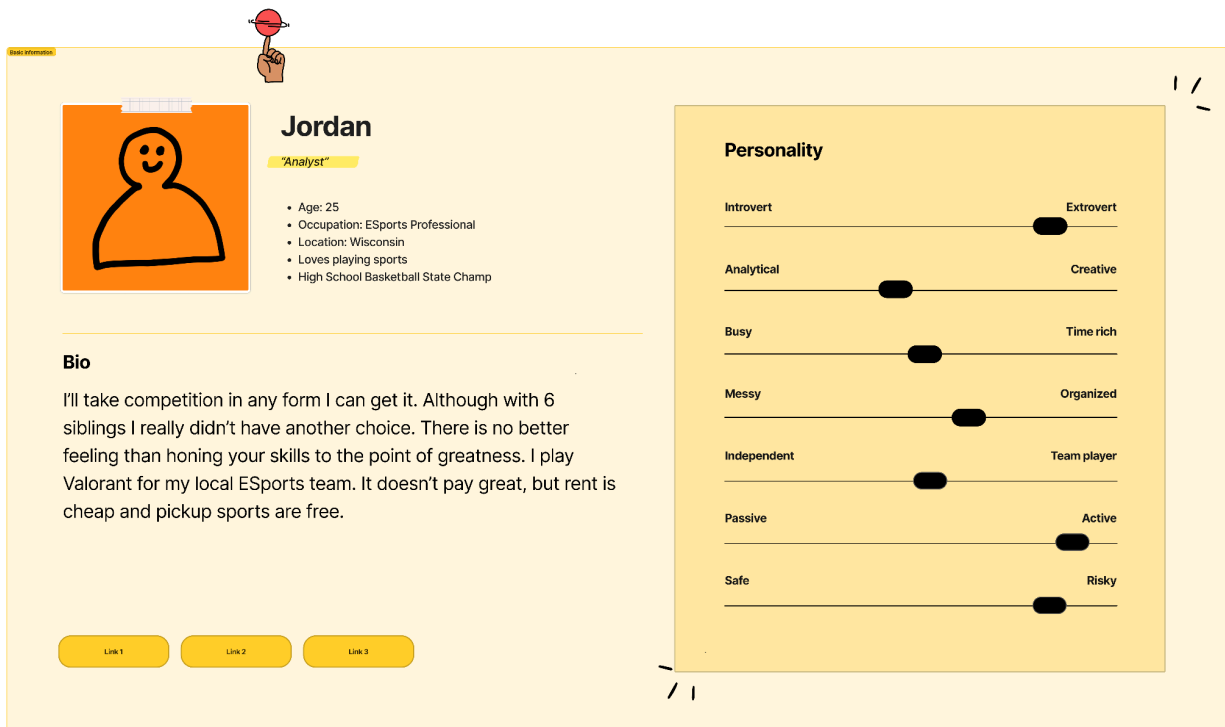 Basic information
Jordan
“Analyst”
Age: 25
Occupation: ESports Professional
Location: Wisconsin
Loves playing sports
High School Basketball State Champ
Bio
I’ll take competition in any form I can get it. Although with 6
siblings I really didn’t have another choice. There is no better
feeling than honing your skills to the point of greatness. I play
Valorant for my local ESports team. It doesn’t pay great, but rent is
cheap and pickup sports are free.
Link 1
Link 2
Link 3
Personality
Introvert Extrovert
Analytical Creative
Busy Time rich
Messy Organized
Independent Team player
Passive Active
Safe Risky